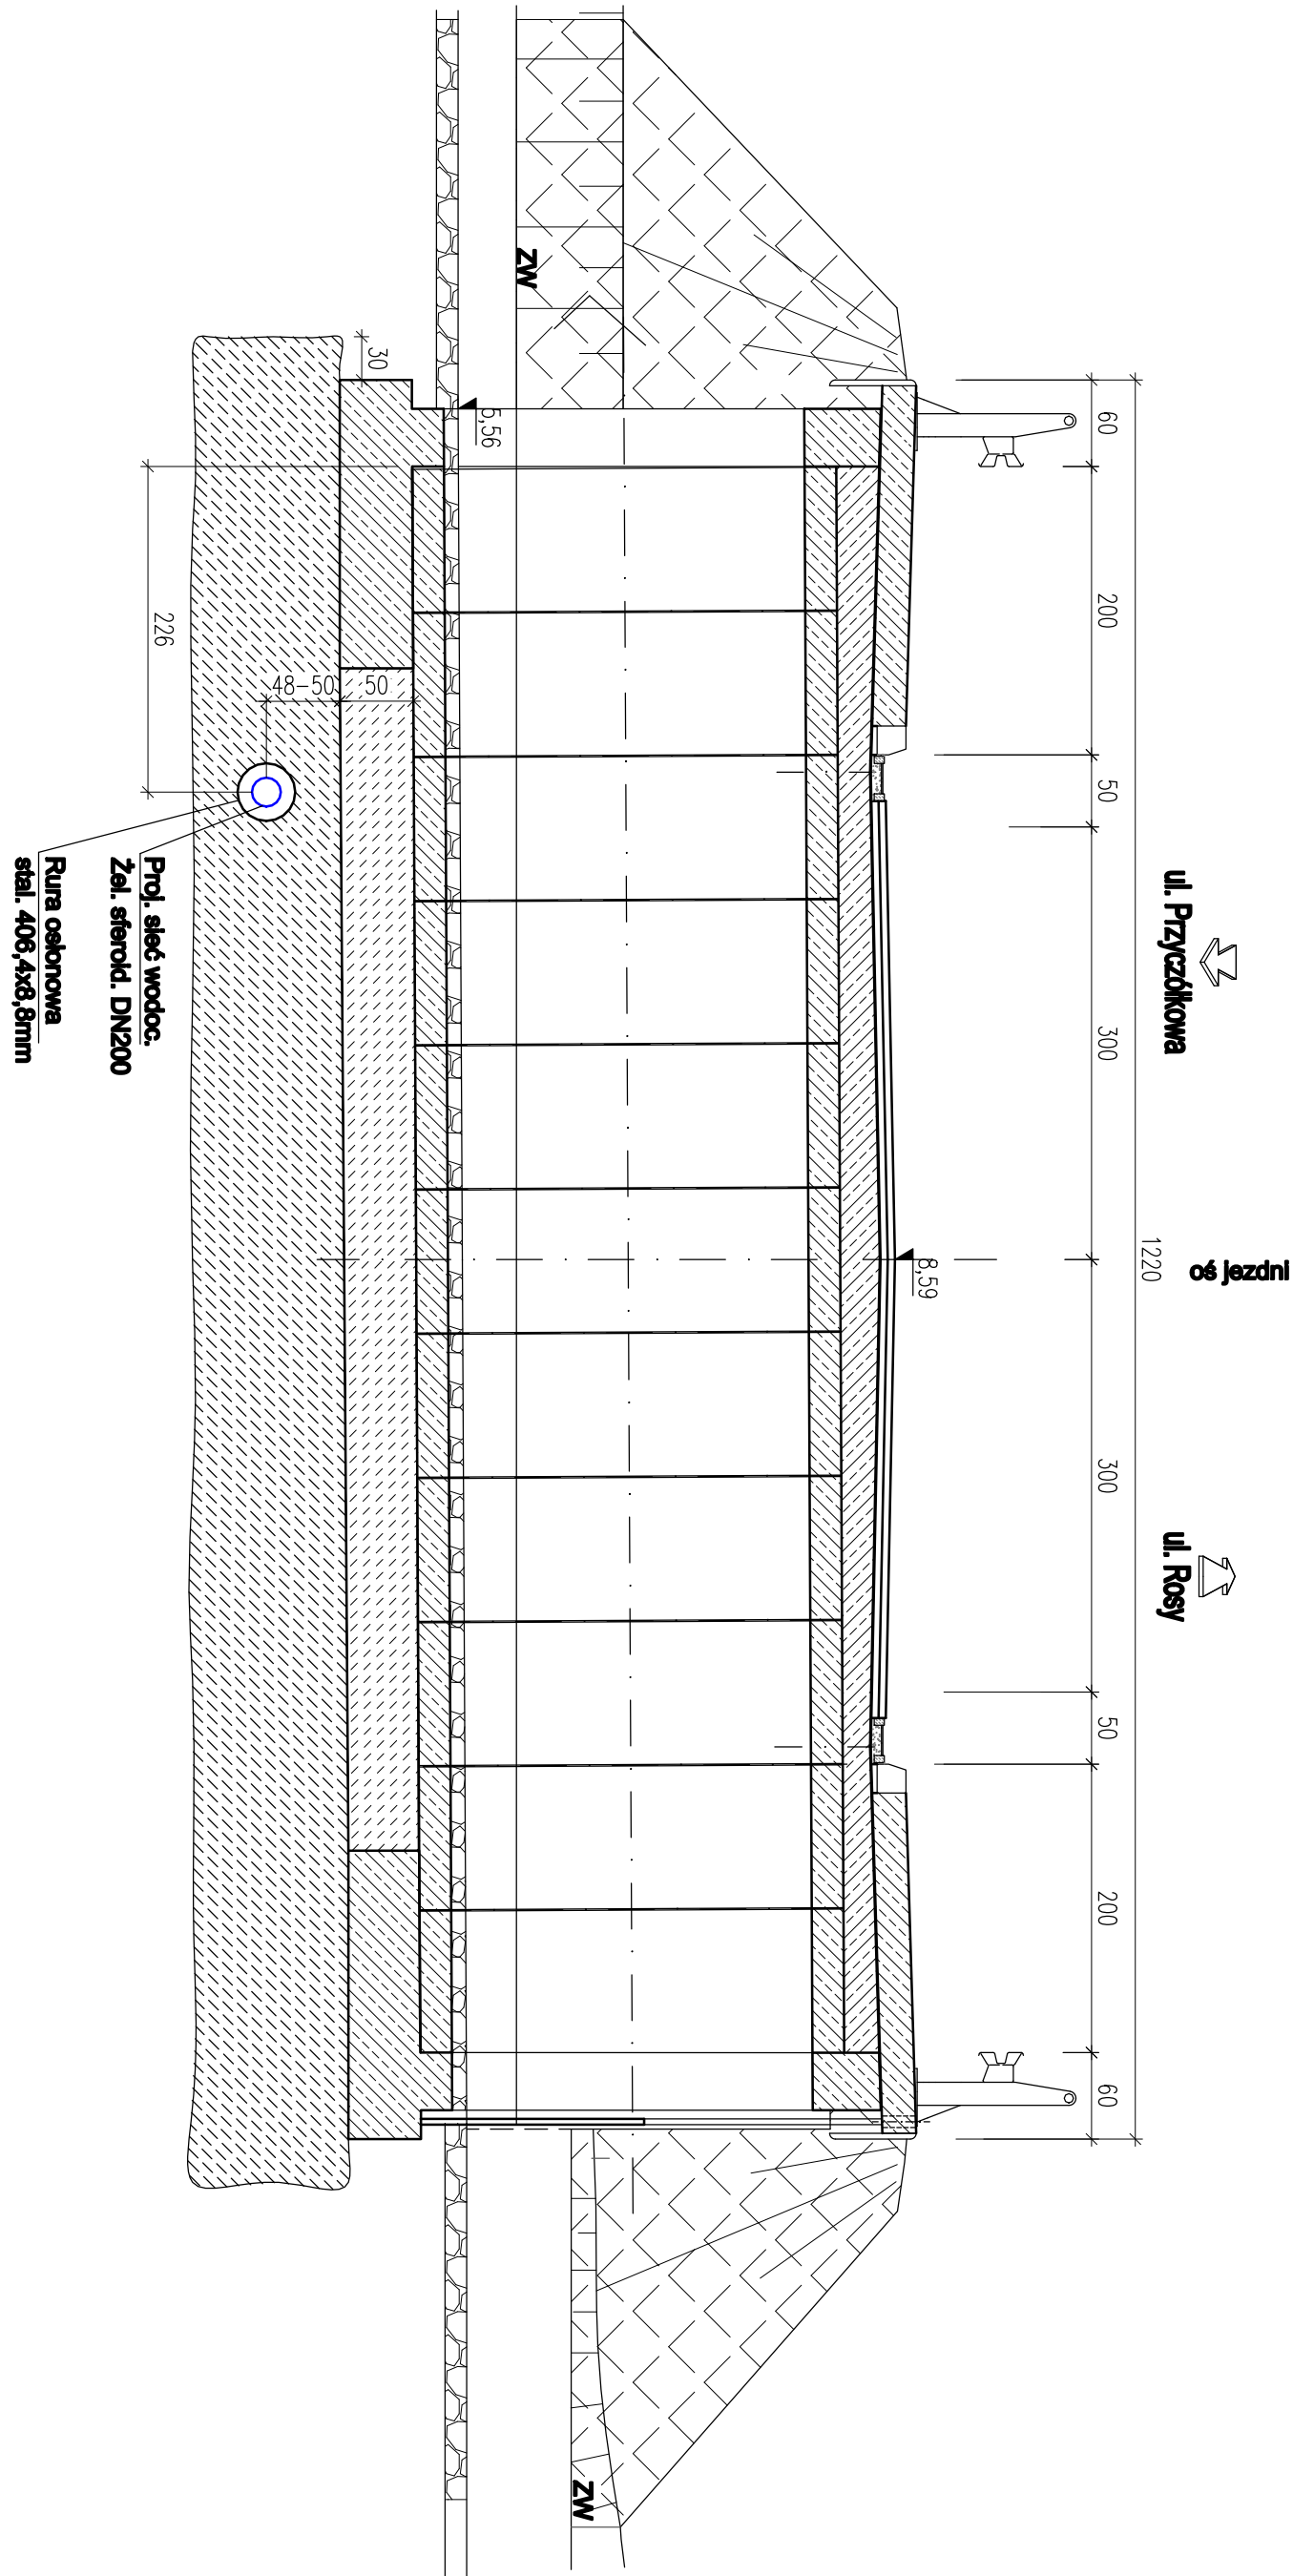 oś jezdni
ul. Przyczółkowa
ul. Rosy
1220
60
200
50
300
300
50
200
60
8,59
5,56
ZW
ZW
30
50
48-50
226
Proj. sieć wodoc.
Żel. sferoid. DN200
Rura osłonowa
stal. 406,4x8,8mm